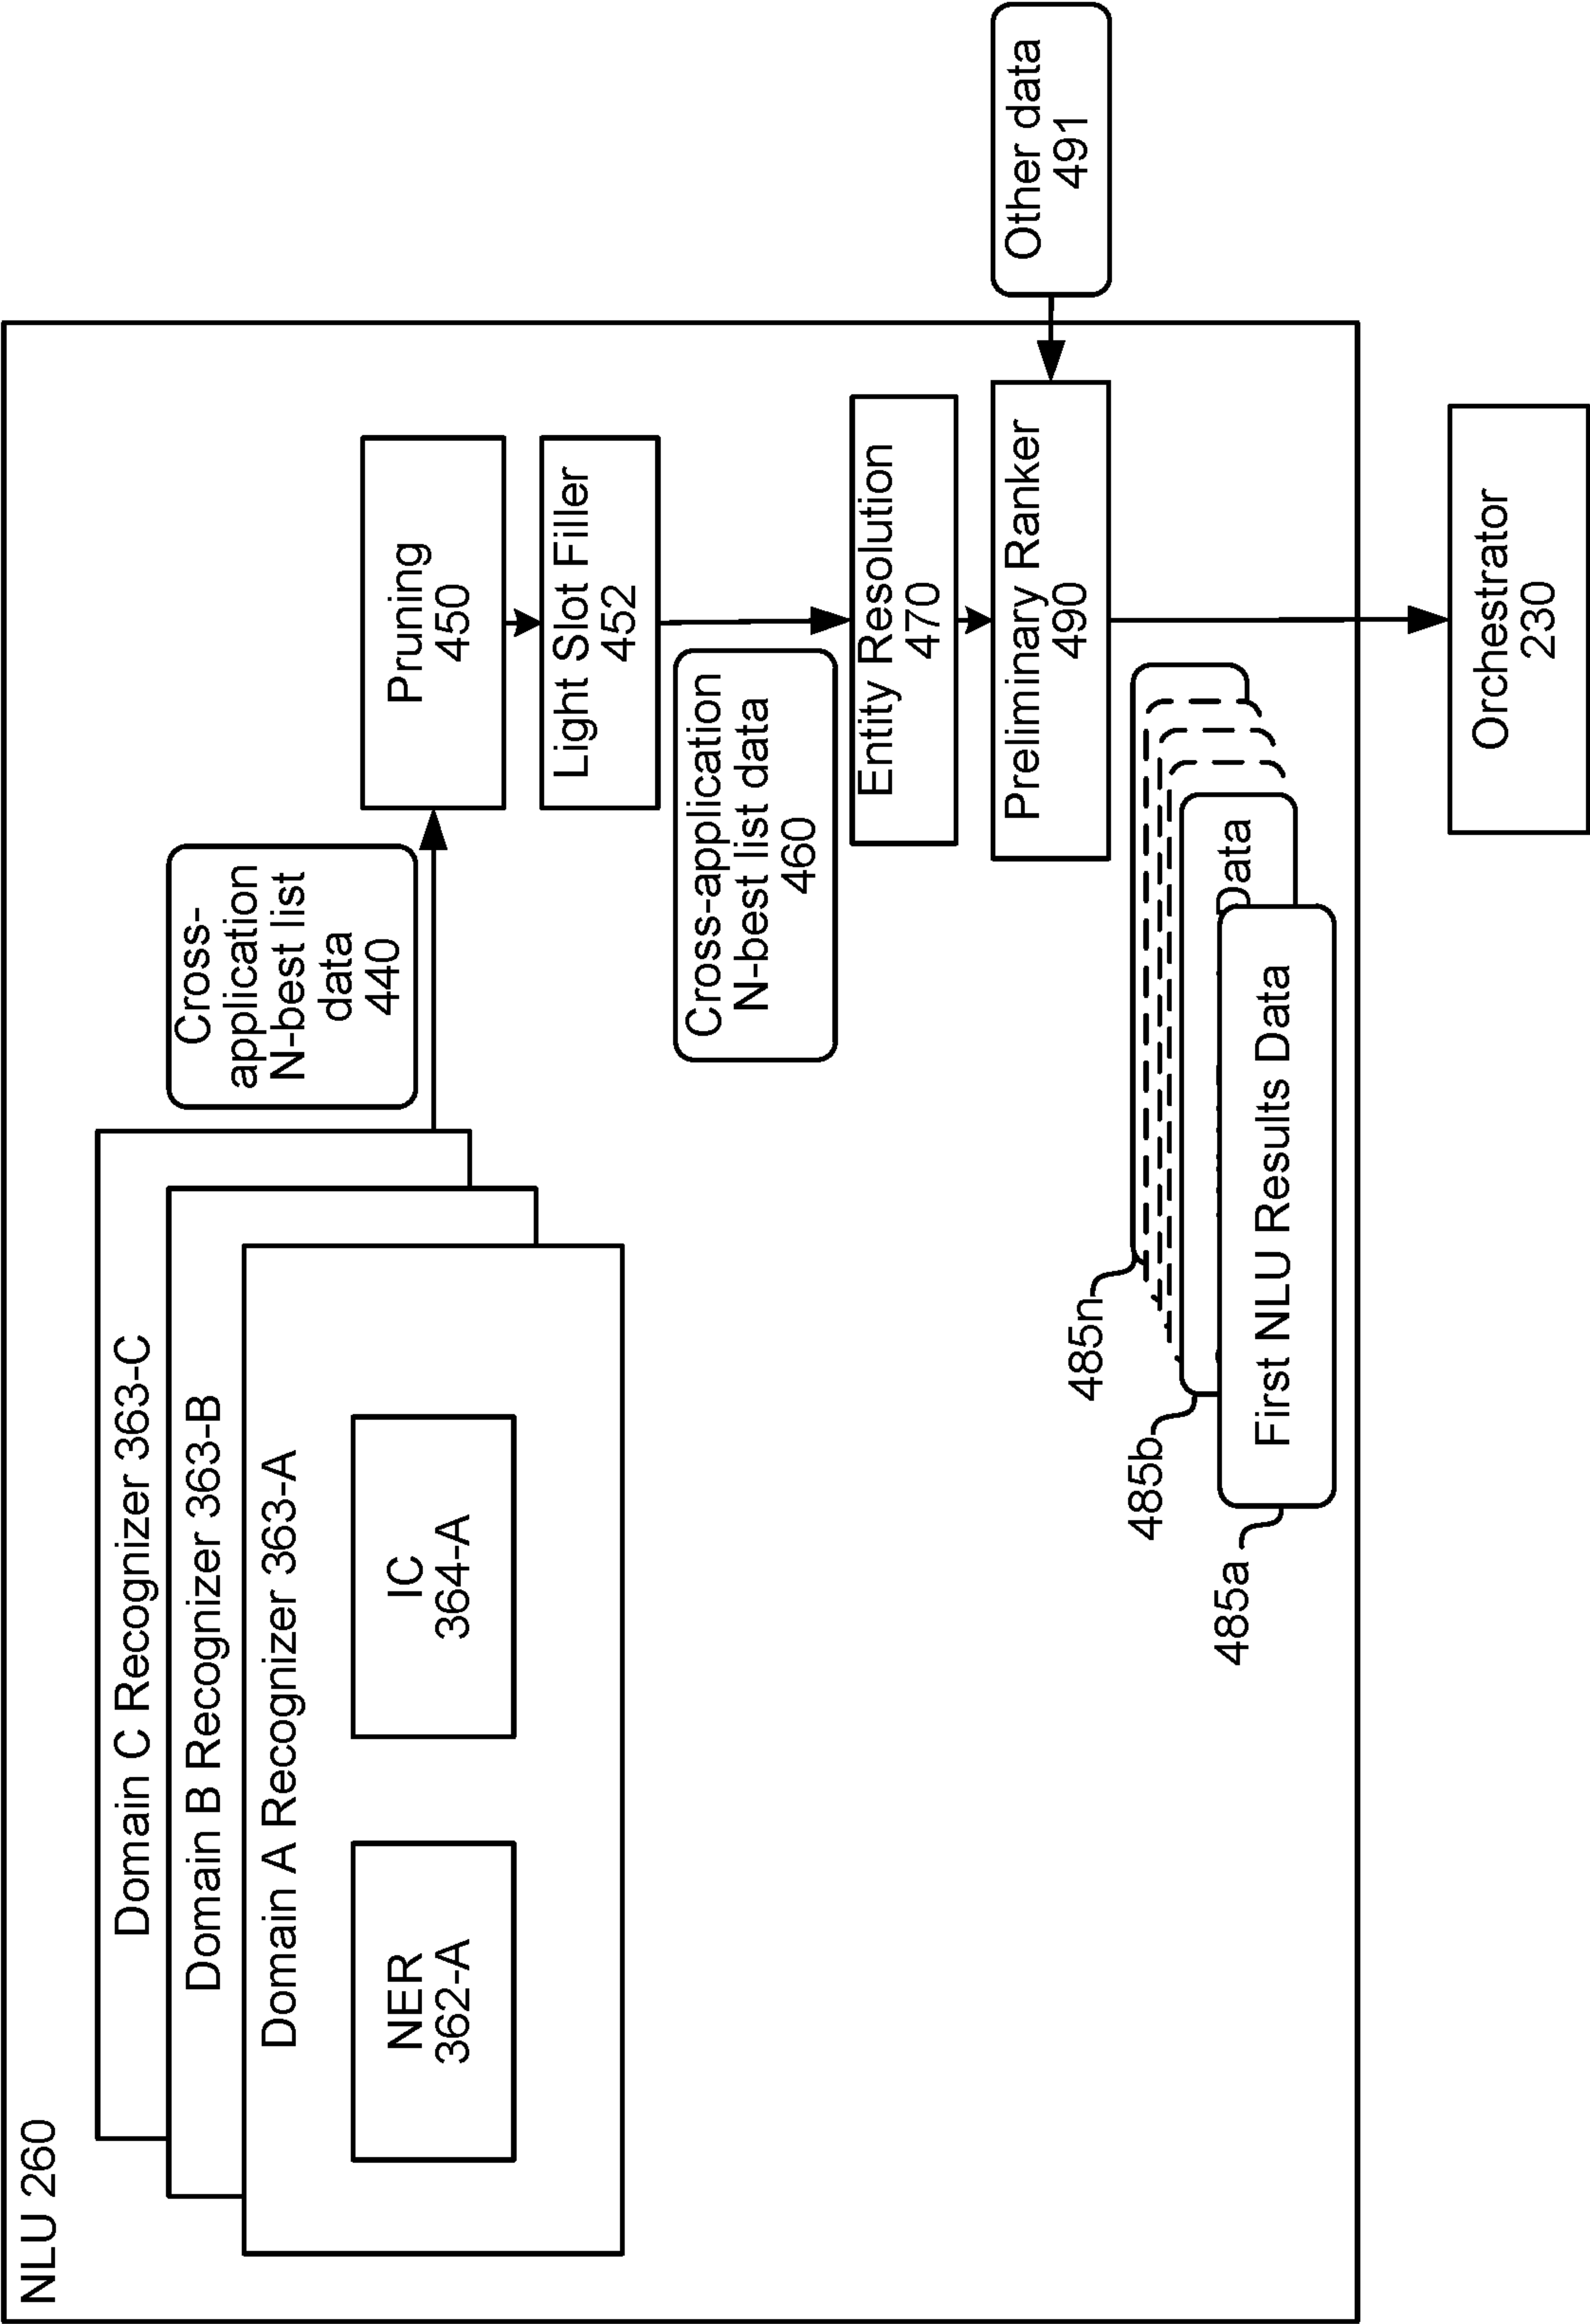 NLU 260
Domain C Recognizer 363-C
Domain B Recognizer 363-B
Domain A Recognizer 363-A
NER
362-A
IC
364-A
Cross-
application
N-best list
data
440
Pruning
450
Light Slot Filler
452
Cross-application
N-best list data
460
Entity Resolution
470
Preliminary Ranker
490
Other data
491
485n
485b
485a
Data
First NLU Results Data
Orchestrator
230